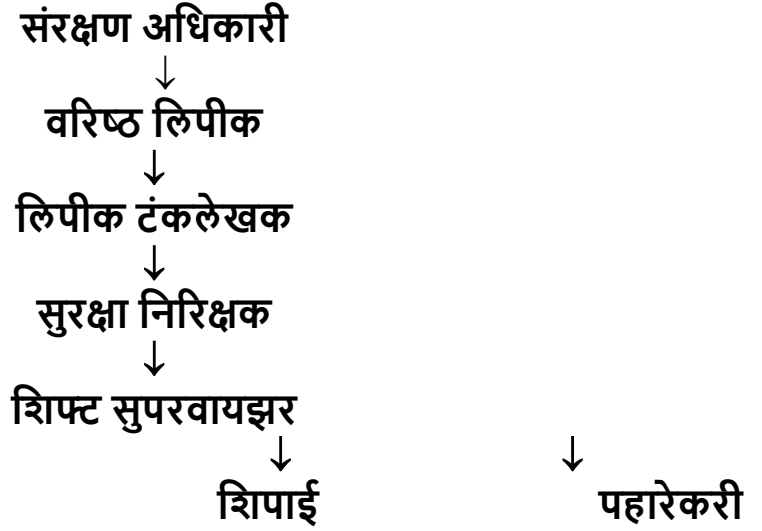 संरक्षण अधिकारी
↓
वरिष्ठ लिपीक
↓
लिपीक टंकलेखक
↓
सुरक्षा निरिक्षक
↓
शिफ्ट सुपरवायझर
↓ ↓
शिपाई पहारेकरी